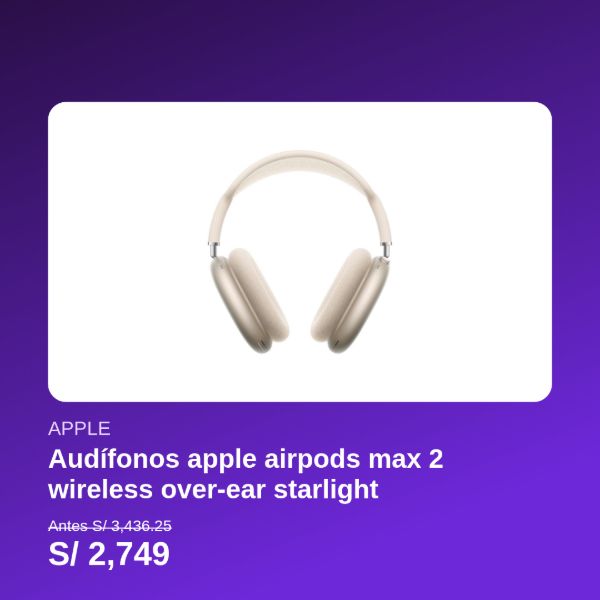 APPLE
Audífonos apple airpods max 2
wireless over-ear starlight
Antes S/ 3,436.25
S/ 2,749